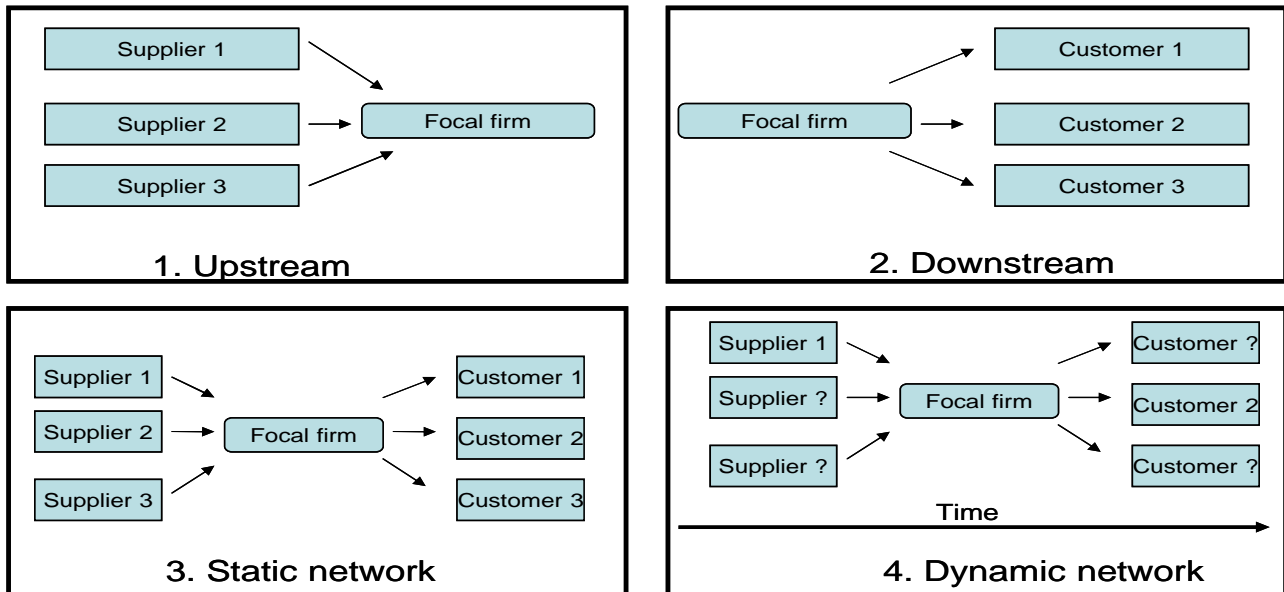 Supplier 1
Supplier 2
Supplier 3
Focal firm
1. Upstream
Focal firm
Customer 1
Customer 2
Customer 3
2. Downstream
Supplier 1
Supplier 2
Supplier 3
Focal firm
Customer 1
Customer 2
Customer 3
3. Static network
Supplier 1
Supplier ?
Supplier ?
Focal firm
Customer ?
Customer 2
Customer ?
Time
4. Dynamic network